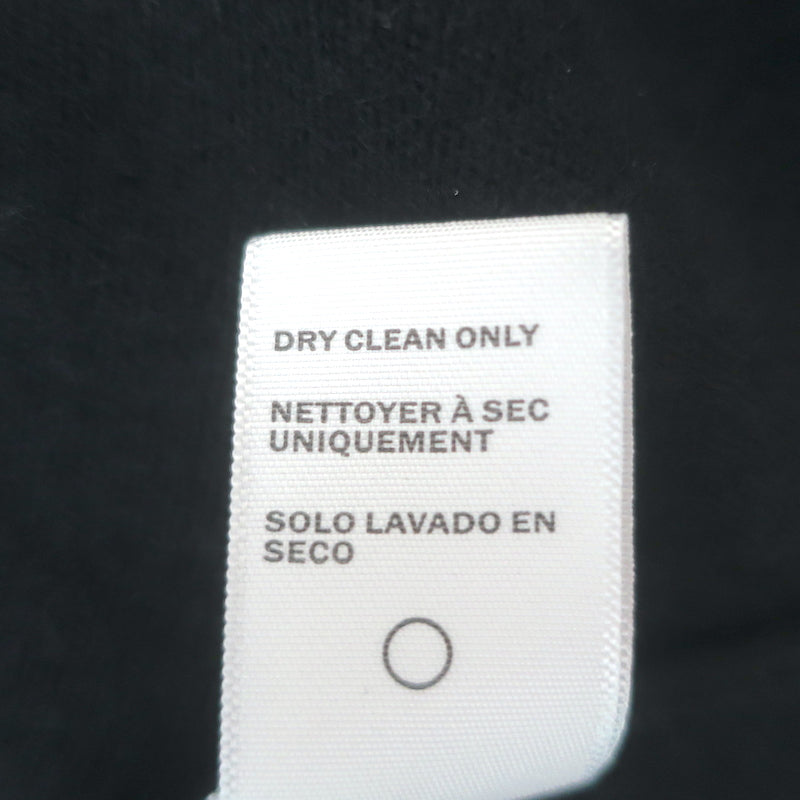 DRY CLEAN ONLY
NETTOYER À SEC
UNIQUEMENT
SOLO LAVADO EN
SECO